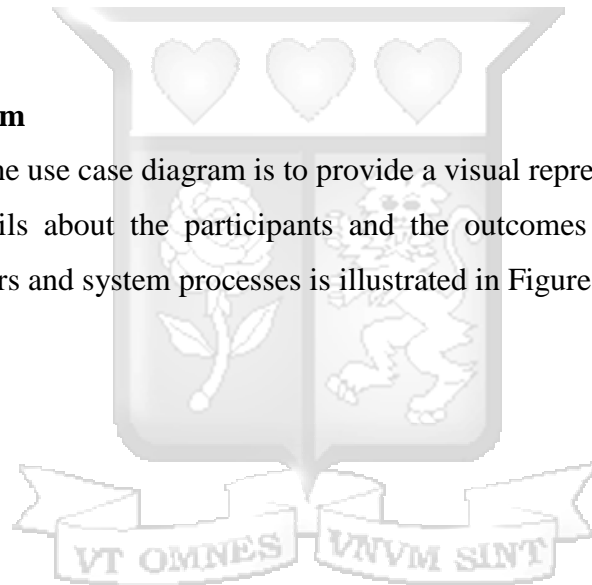 m
ne use case diagram is to provide a visual repre
ils about the participants and the outcomes
rs and system processes is illustrated in Figure
VT OMNES VNVM SINT